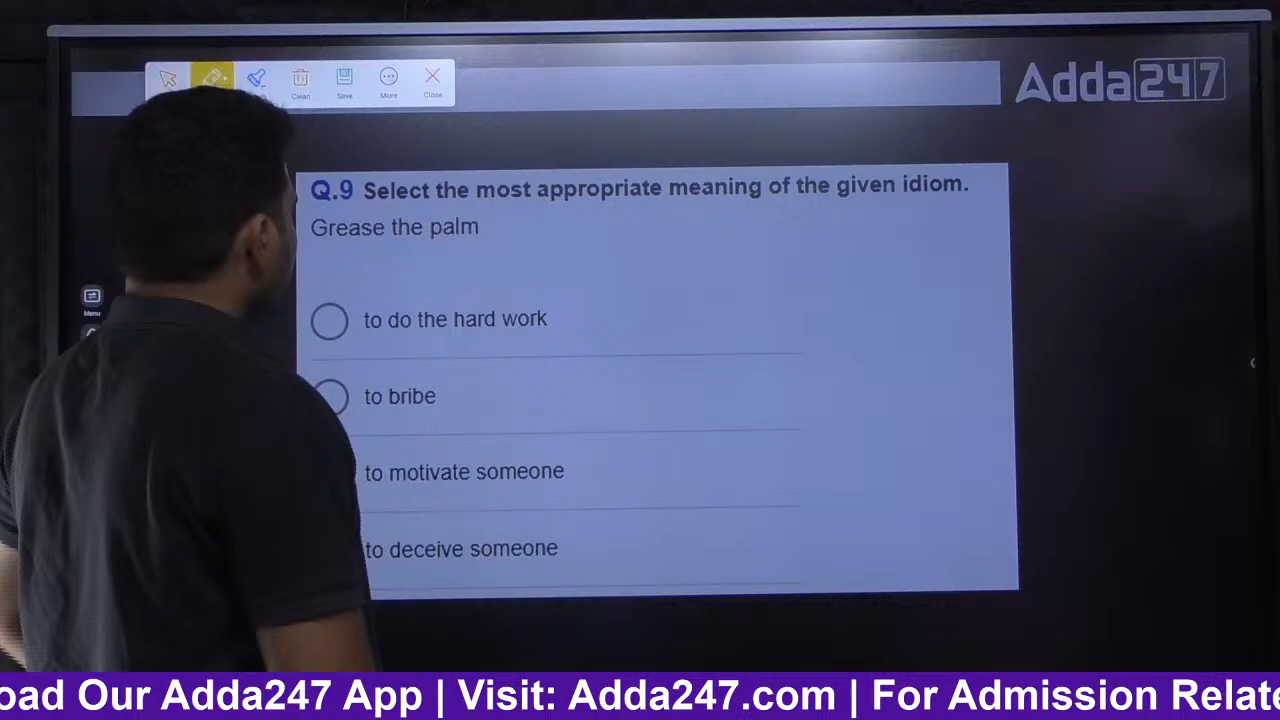 Clean Save More Close
Adda247
Q.9 Select the most appropriate meaning of the given idiom.
Grease the palm
Menu
to do the hard work
to bribe
to motivate someone
to deceive someone
oad Our Adda247 App | Visit: Adda247.com | For Admission Relate